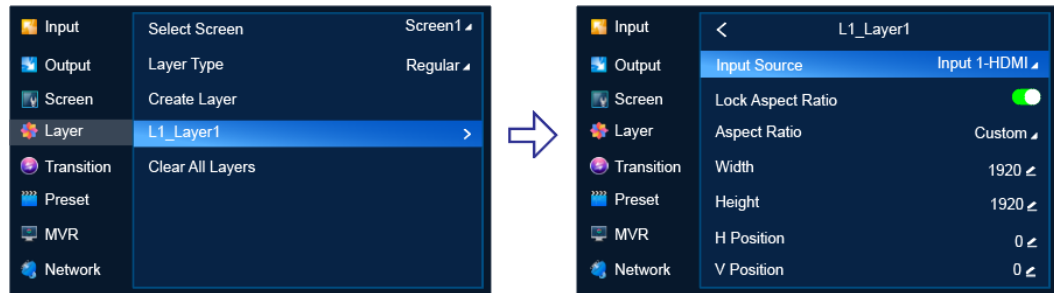 Input
Select Screen Screen1
Output
Layer Type Regular
Screen
Create Layer
Layer
L1_Layer1 >
Transition
Clear All Layers
Preset
MVR
Network
Input
< L1_Layer1
Output
Input Source Input 1-HDMI
Screen
Lock Aspect Ratio
Layer
Aspect Ratio Custom
Transition
Width 1920
Preset
Height 1920
MVR
H Position 0
Network
V Position 0